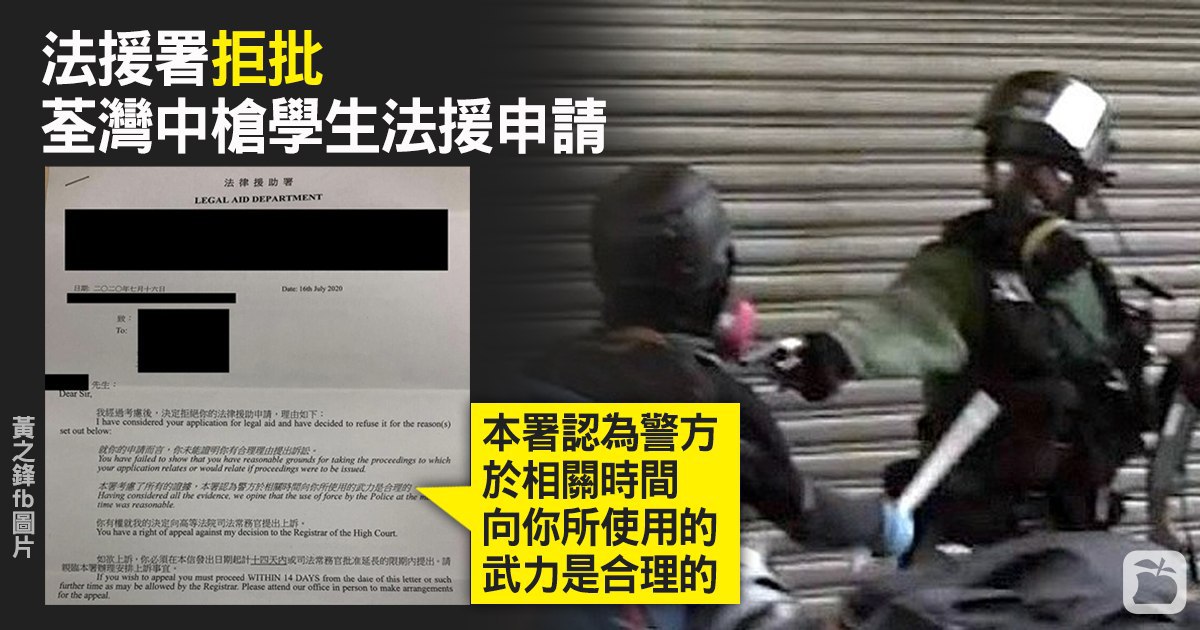 法援署拒批
荃灣中槍學生法援申請
法律援助署
LEGAL AID DEPARTMENT
日期: 二〇二〇年七月十六日
Date: 16th July 2020
致：
To:
先生：
Dear Sir,
我經過考慮後，決定拒絕你的法律援助申請，理由如下：
I have considered your application for legal aid and have decided to refuse it for the reason(s)
set out below:
就你的申請而言，你未能證明你有合理理由提出訴訟。
You have failed to show that you have reasonable grounds for taking the proceedings to which
your application relates or would relate if proceedings were to be issued.
本署考慮了所有的證據，本署認為警方於相關時間向你所使用的武力是合理的
Having considered all the evidence, we opine that the use of force by the Police at the
time was reasonable.
你有權就我的決定向高等法院司法常務官提出上訴。
You have a right of appeal against my decision to the Registrar of the High Court.
如欲上訴，你必須在本信發出日期起計十四天內或司法常務官批准延長的限期內提出。請
親臨本署辦理安排上訴事宜。
If you wish to appeal you must proceed WITHIN 14 DAYS from the date of this letter or such
further time as may be allowed by the Registrar. Please attend our office in person to make arrangements
for the appeal.
本署認為警方
於相關時間
向你所使用的
武力是合理的
黃之鋒fb圖片